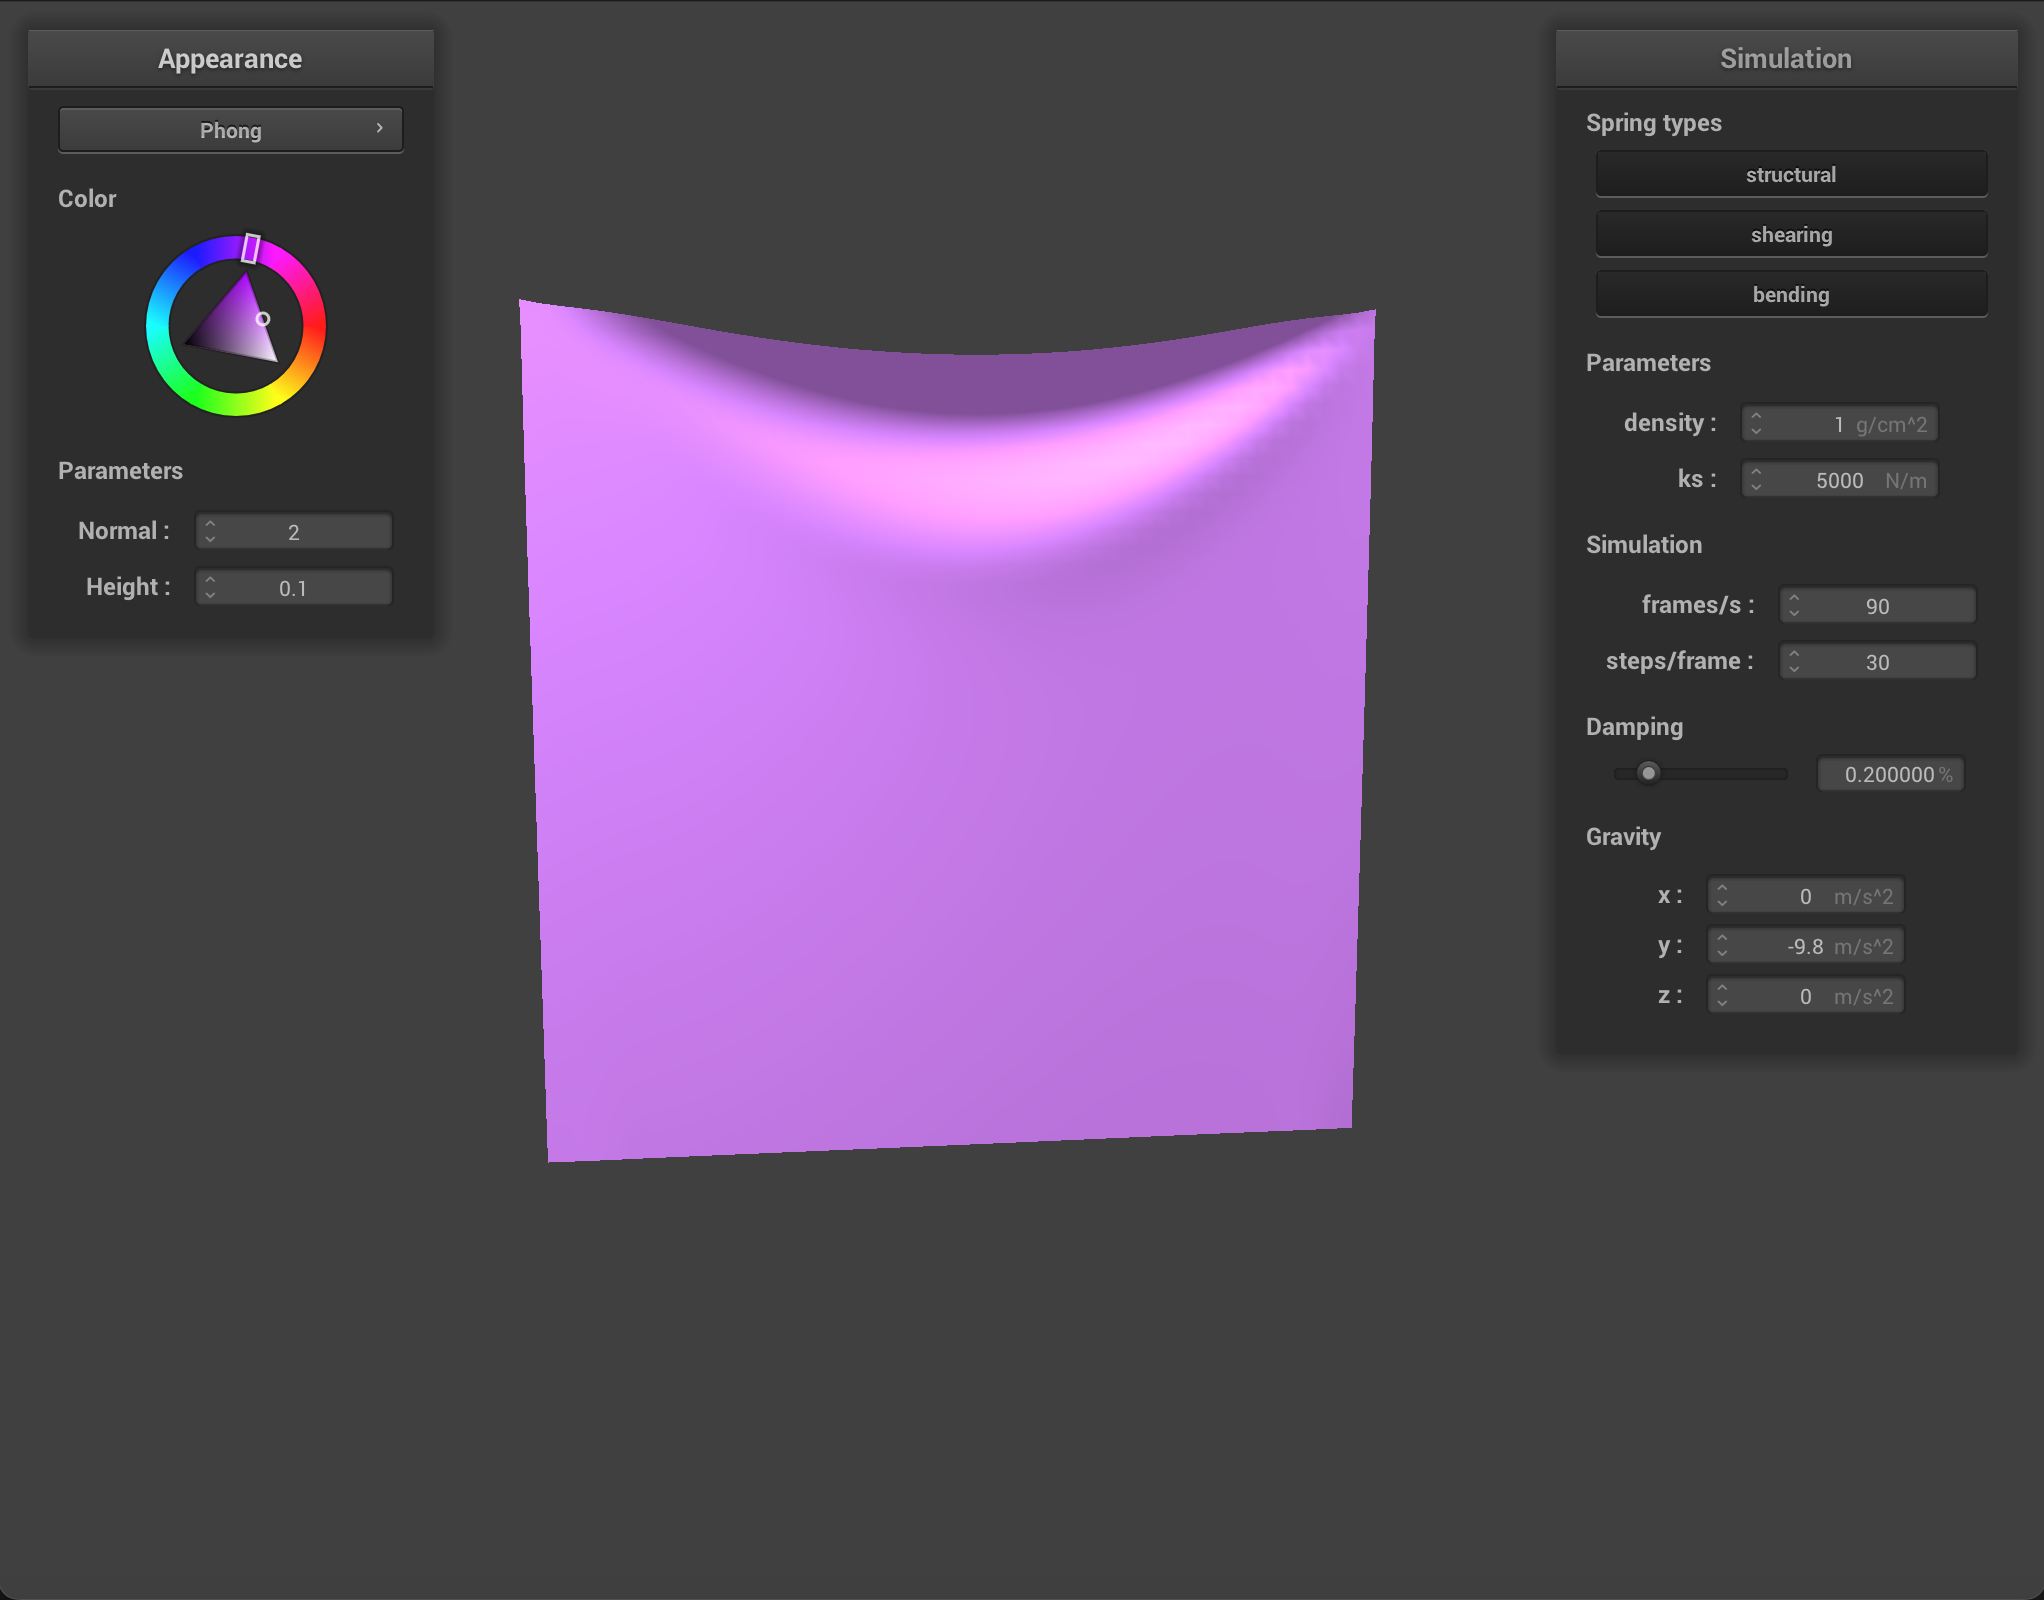 Appearance
Phong
Color
Parameters
Normal : 2
Height : 0.1
Simulation
Spring types
structural
shearing
bending
Parameters
density : 1 g/cm^2
ks : 5000 N/m
Simulation
frames/s : 90
steps/frame : 30
Damping
0.200000 %
Gravity
x : 0 m/s^2
y : -9.8 m/s^2
z : 0 m/s^2